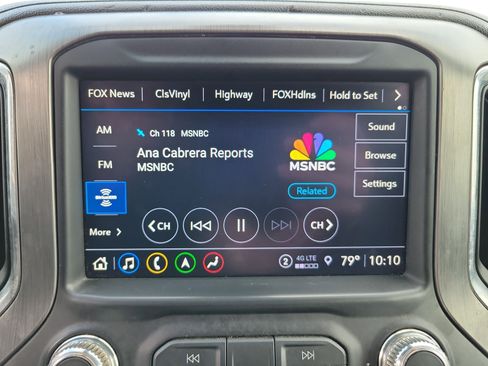 FOX News ClsVinyl Highway FOXHdlns Hold to Set
AM Ch 118 MSNBC Sound
Ana Cabrera Reports
MSNBC
MSNBC
FM Browse
Related Settings
More CH CH
2 4G LTE 79° 10:10